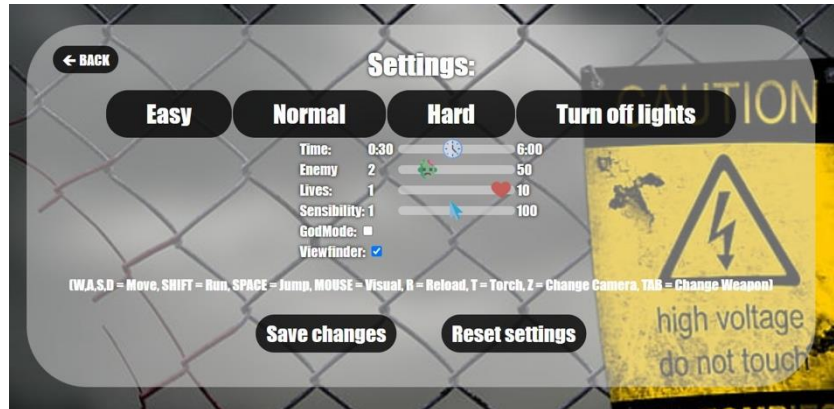 ← BACK
Settings:
Easy Normal Hard Turn off lights
Time: 0:30 6:00
Enemy 2 50
Lives: 1 10
Sensibility: 1 100
GodMode:
Viewfinder:
(W,A,S,D = Move, SHIFT = Run, SPACE = Jump, MOUSE = Visual, R = Reload, T = Torch, Z = Change Camera, TAB = Change Weapon)
Save changes Reset settings
CAUTION
high voltage
do not touch